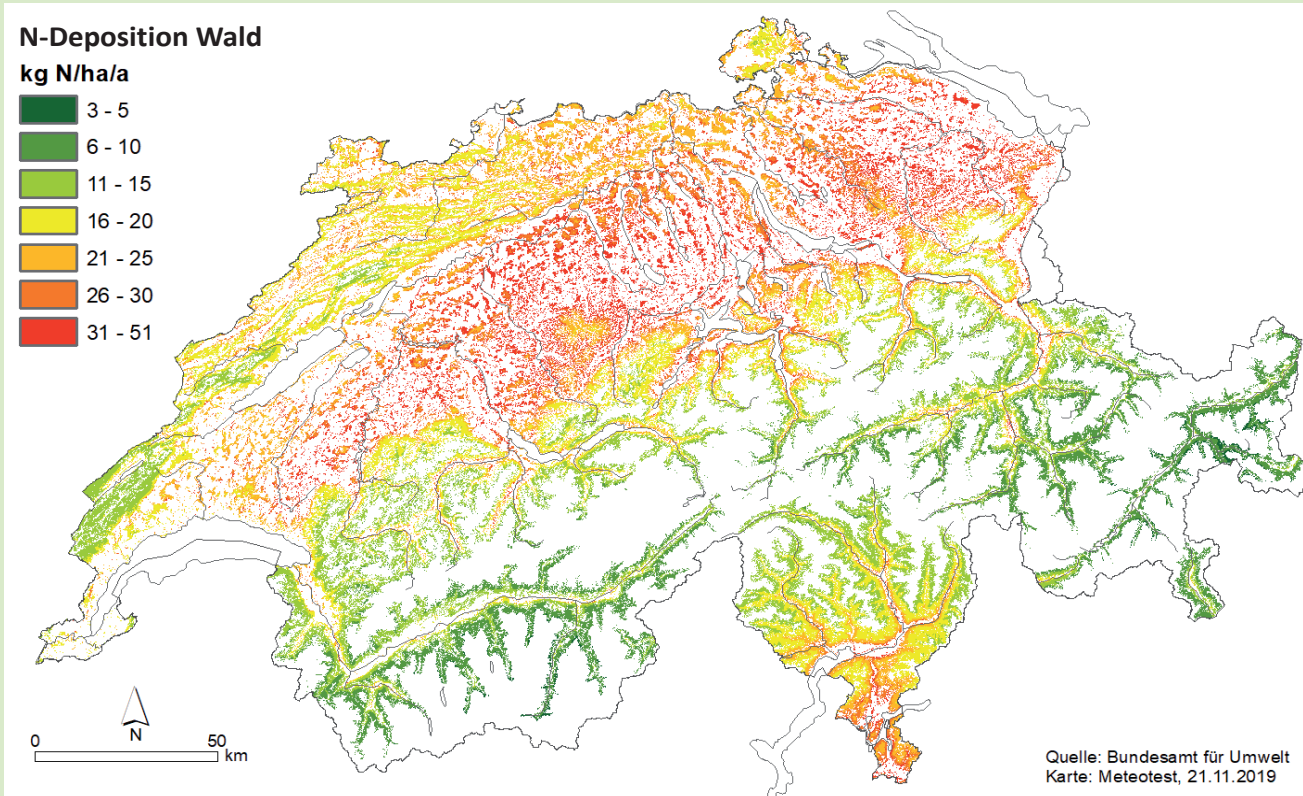 N-Deposition Wald
kg N/ha/a
3 - 5
6 - 10
11 - 15
16 - 20
21 - 25
26 - 30
31 - 51
N
0 50
km
Quelle: Bundesamt für Umwelt
Karte: Meteotest, 21.11.2019